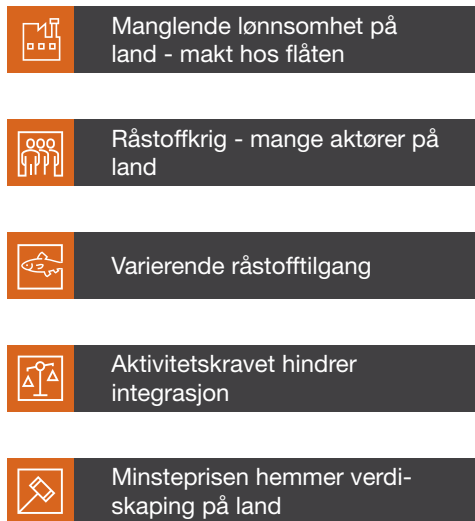 Manglende lønnsomhet på
land - makt hos flåten
Råstoffkrig - mange aktører på
land
Varierende råstofftilgang
Aktivitetskravet hindrer
integrasjon
Minsteprisen hemmer verdi-
skaping på land